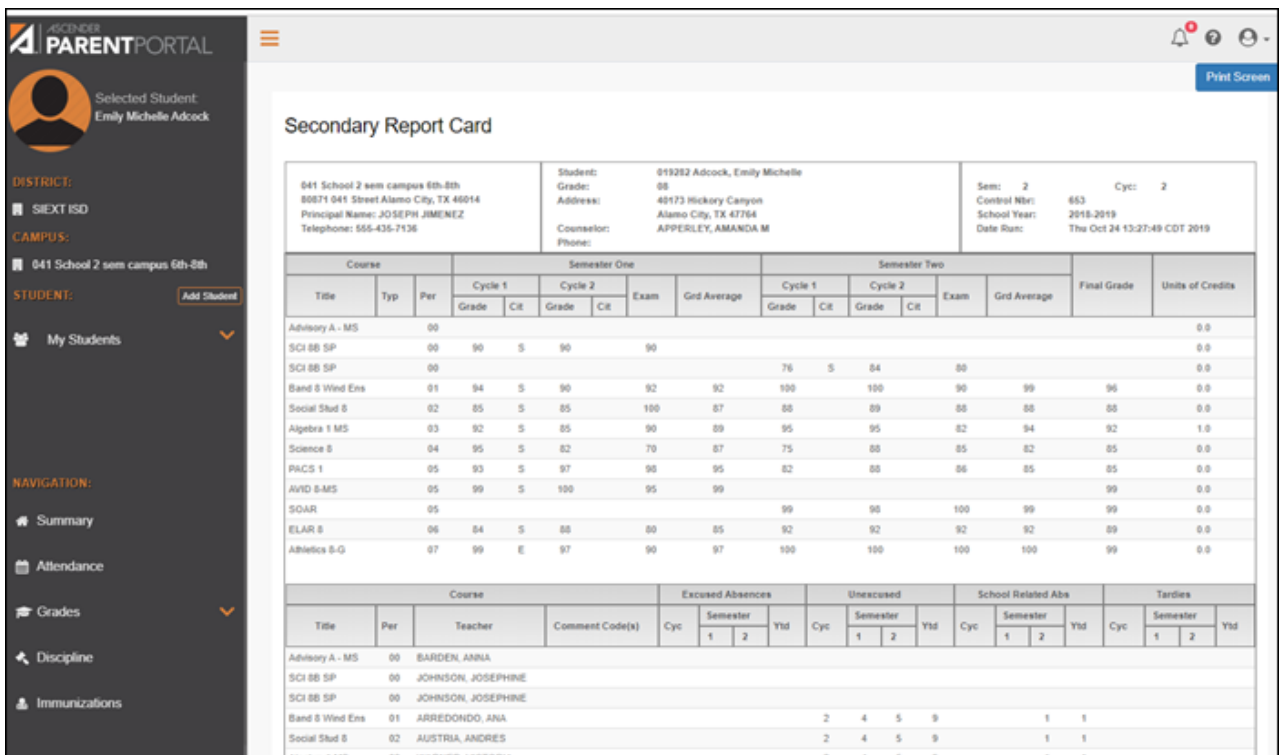 ASCENDER
PARENTPORTAL
Print Screen
Selected Student:
Emily Michelle Adcock
DISTRICT:
SIEXT ISD
CAMPUS:
041 School 2 sem campus 6th-8th
STUDENT: Add Student
My Students
NAVIGATION:
Summary
Attendance
Grades
Discipline
Immunizations
Secondary Report Card
041 School 2 sem campus 6th-8th
80871 041 Street Alamo City, TX 46014
Principal Name: JOSEPH JIMENEZ
Telephone: 555-435-7136
Student: 019282 Adcock, Emily Michelle
Grade: 08
Address: 40173 Hickory Canyon
Alamo City, TX 47764
Counselor: APPERLEY, AMANDA M
Phone:
Sem: 2 Cyc: 2
Control Nbr: 653
School Year: 2018-2019
Date Run: Thu Oct 24 13:27:49 CDT 2019
Course Semester One Semester Two Final Grade Units of Credits
Title Typ Per Cycle 1 Cycle 2 Exam Grd Average Cycle 1 Cycle 2 Exam Grd Average
Grade Cit Grade Cit Grade Cit Grade Cit
Advisory A - MS 00 0.0
SCI 8B SP 00 90 S 90 90 0.0
SCI 8B SP 00 76 S 84 80 0.0
Band 8 Wind Ens 01 94 S 90 92 92 100 100 90 99 96 0.0
Social Stud 8 02 85 S 85 100 87 88 89 88 88 88 0.0
Algebra 1 MS 03 92 S 85 90 89 95 95 82 94 92 1.0
Science 8 04 95 S 82 70 87 75 88 85 82 85 0.0
PACS 1 05 93 S 97 98 95 82 88 86 85 85 0.0
AVID 8-MS 05 99 S 100 95 99 99 0.0
SOAR 05 99 98 100 99 99 0.0
ELAR 8 06 84 S 88 80 85 92 92 92 92 89 0.0
Athletics 8-G 07 99 E 97 90 97 100 100 100 100 99 0.0
Course Excused Absences Unexcused School Related Abs Tardies
Title Per Teacher Comment Code(s) Cyc Semester Ytd Cyc Semester Ytd Cyc Semester Ytd Cyc Semester Ytd
1 2 1 2 1 2 1 2
Advisory A - MS 00 BARDEN, ANNA
SCI 8B SP 00 JOHNSON, JOSEPHINE
SCI 8B SP 00 JOHNSON, JOSEPHINE
Band 8 Wind Ens 01 ARREDONDO, ANA 2 4 5 9 1 1
Social Stud 8 02 AUSTRIA, ANDRES 2 4 5 9 1 1